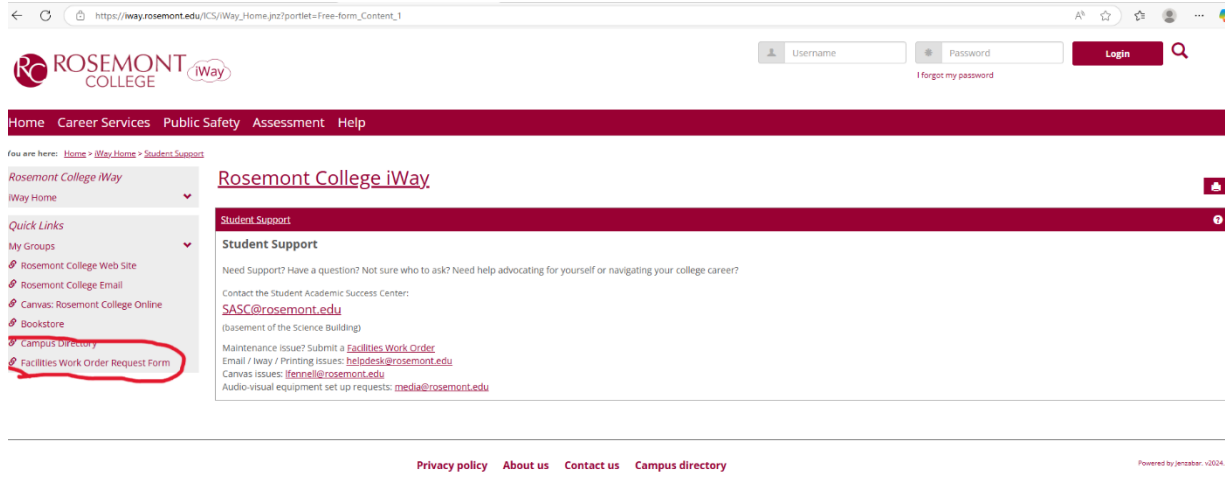 https://iway.rosemont.edu/ICS/iWay_Home.jnz?portlet=Free-form_Content_1
RC ROSEMONT COLLEGE iWay
Username
Password
Login
I forgot my password
Home Career Services Public Safety Assessment Help
You are here: Home > iWay Home > Student Support
Rosemont College iWay
iWay Home
Quick Links
My Groups
Rosemont College Web Site
Rosemont College Email
Canvas: Rosemont College Online
Bookstore
Campus Directory
Facilities Work Order Request Form
Rosemont College iWay
Student Support
Student Support
Need Support? Have a question? Not sure who to ask? Need help advocating for yourself or navigating your college career?
Contact the Student Academic Success Center:
SASC@rosemont.edu
(basement of the Science Building)
Maintenance issue? Submit a Facilities Work Order
Email / Iway / Printing issues: helpdesk@rosemont.edu
Canvas issues: lfennell@rosemont.edu
Audio-visual equipment set up requests: media@rosemont.edu
Privacy policy About us Contact us Campus directory
Powered by Jenzabar. v2024.